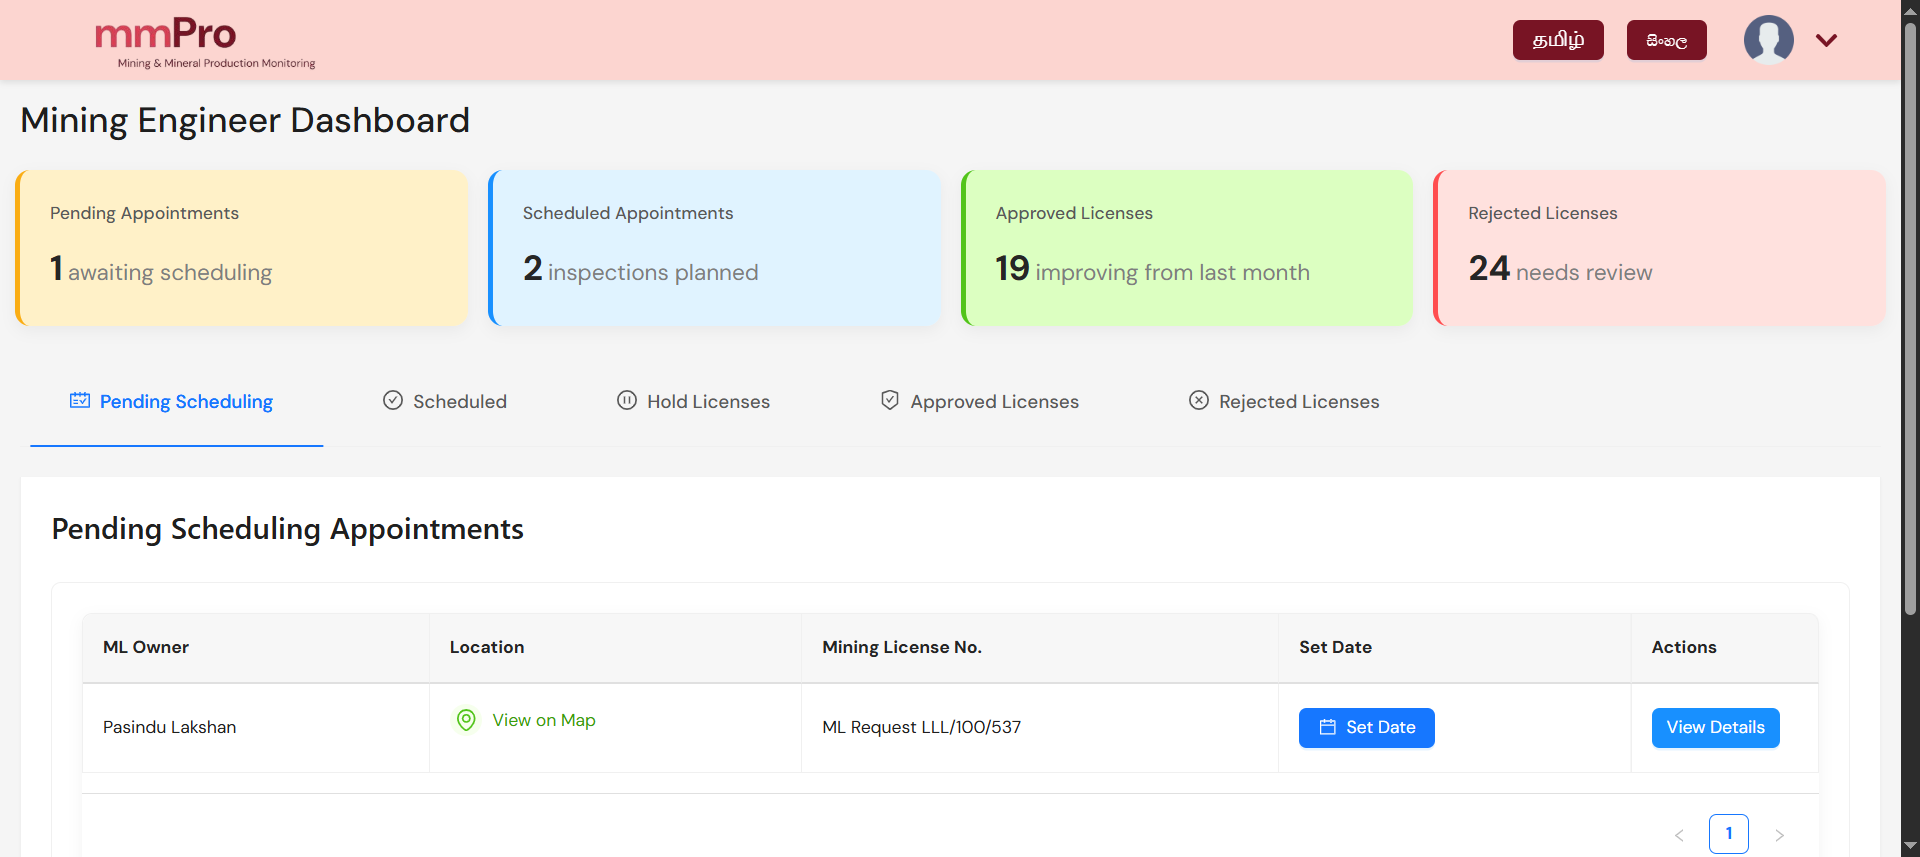 mmPro
Mining & Mineral Production Monitoring
தமிழ்
සිංහල
Mining Engineer Dashboard
Pending Appointments
1 awaiting scheduling
Scheduled Appointments
2 inspections planned
Approved Licenses
19 improving from last month
Rejected Licenses
24 needs review
Pending Scheduling
Scheduled
Hold Licenses
Approved Licenses
Rejected Licenses
Pending Scheduling Appointments
ML Owner
Location
Mining License No.
Set Date
Actions
Pasindu Lakshan
View on Map
ML Request LLL/100/537
Set Date
View Details
1